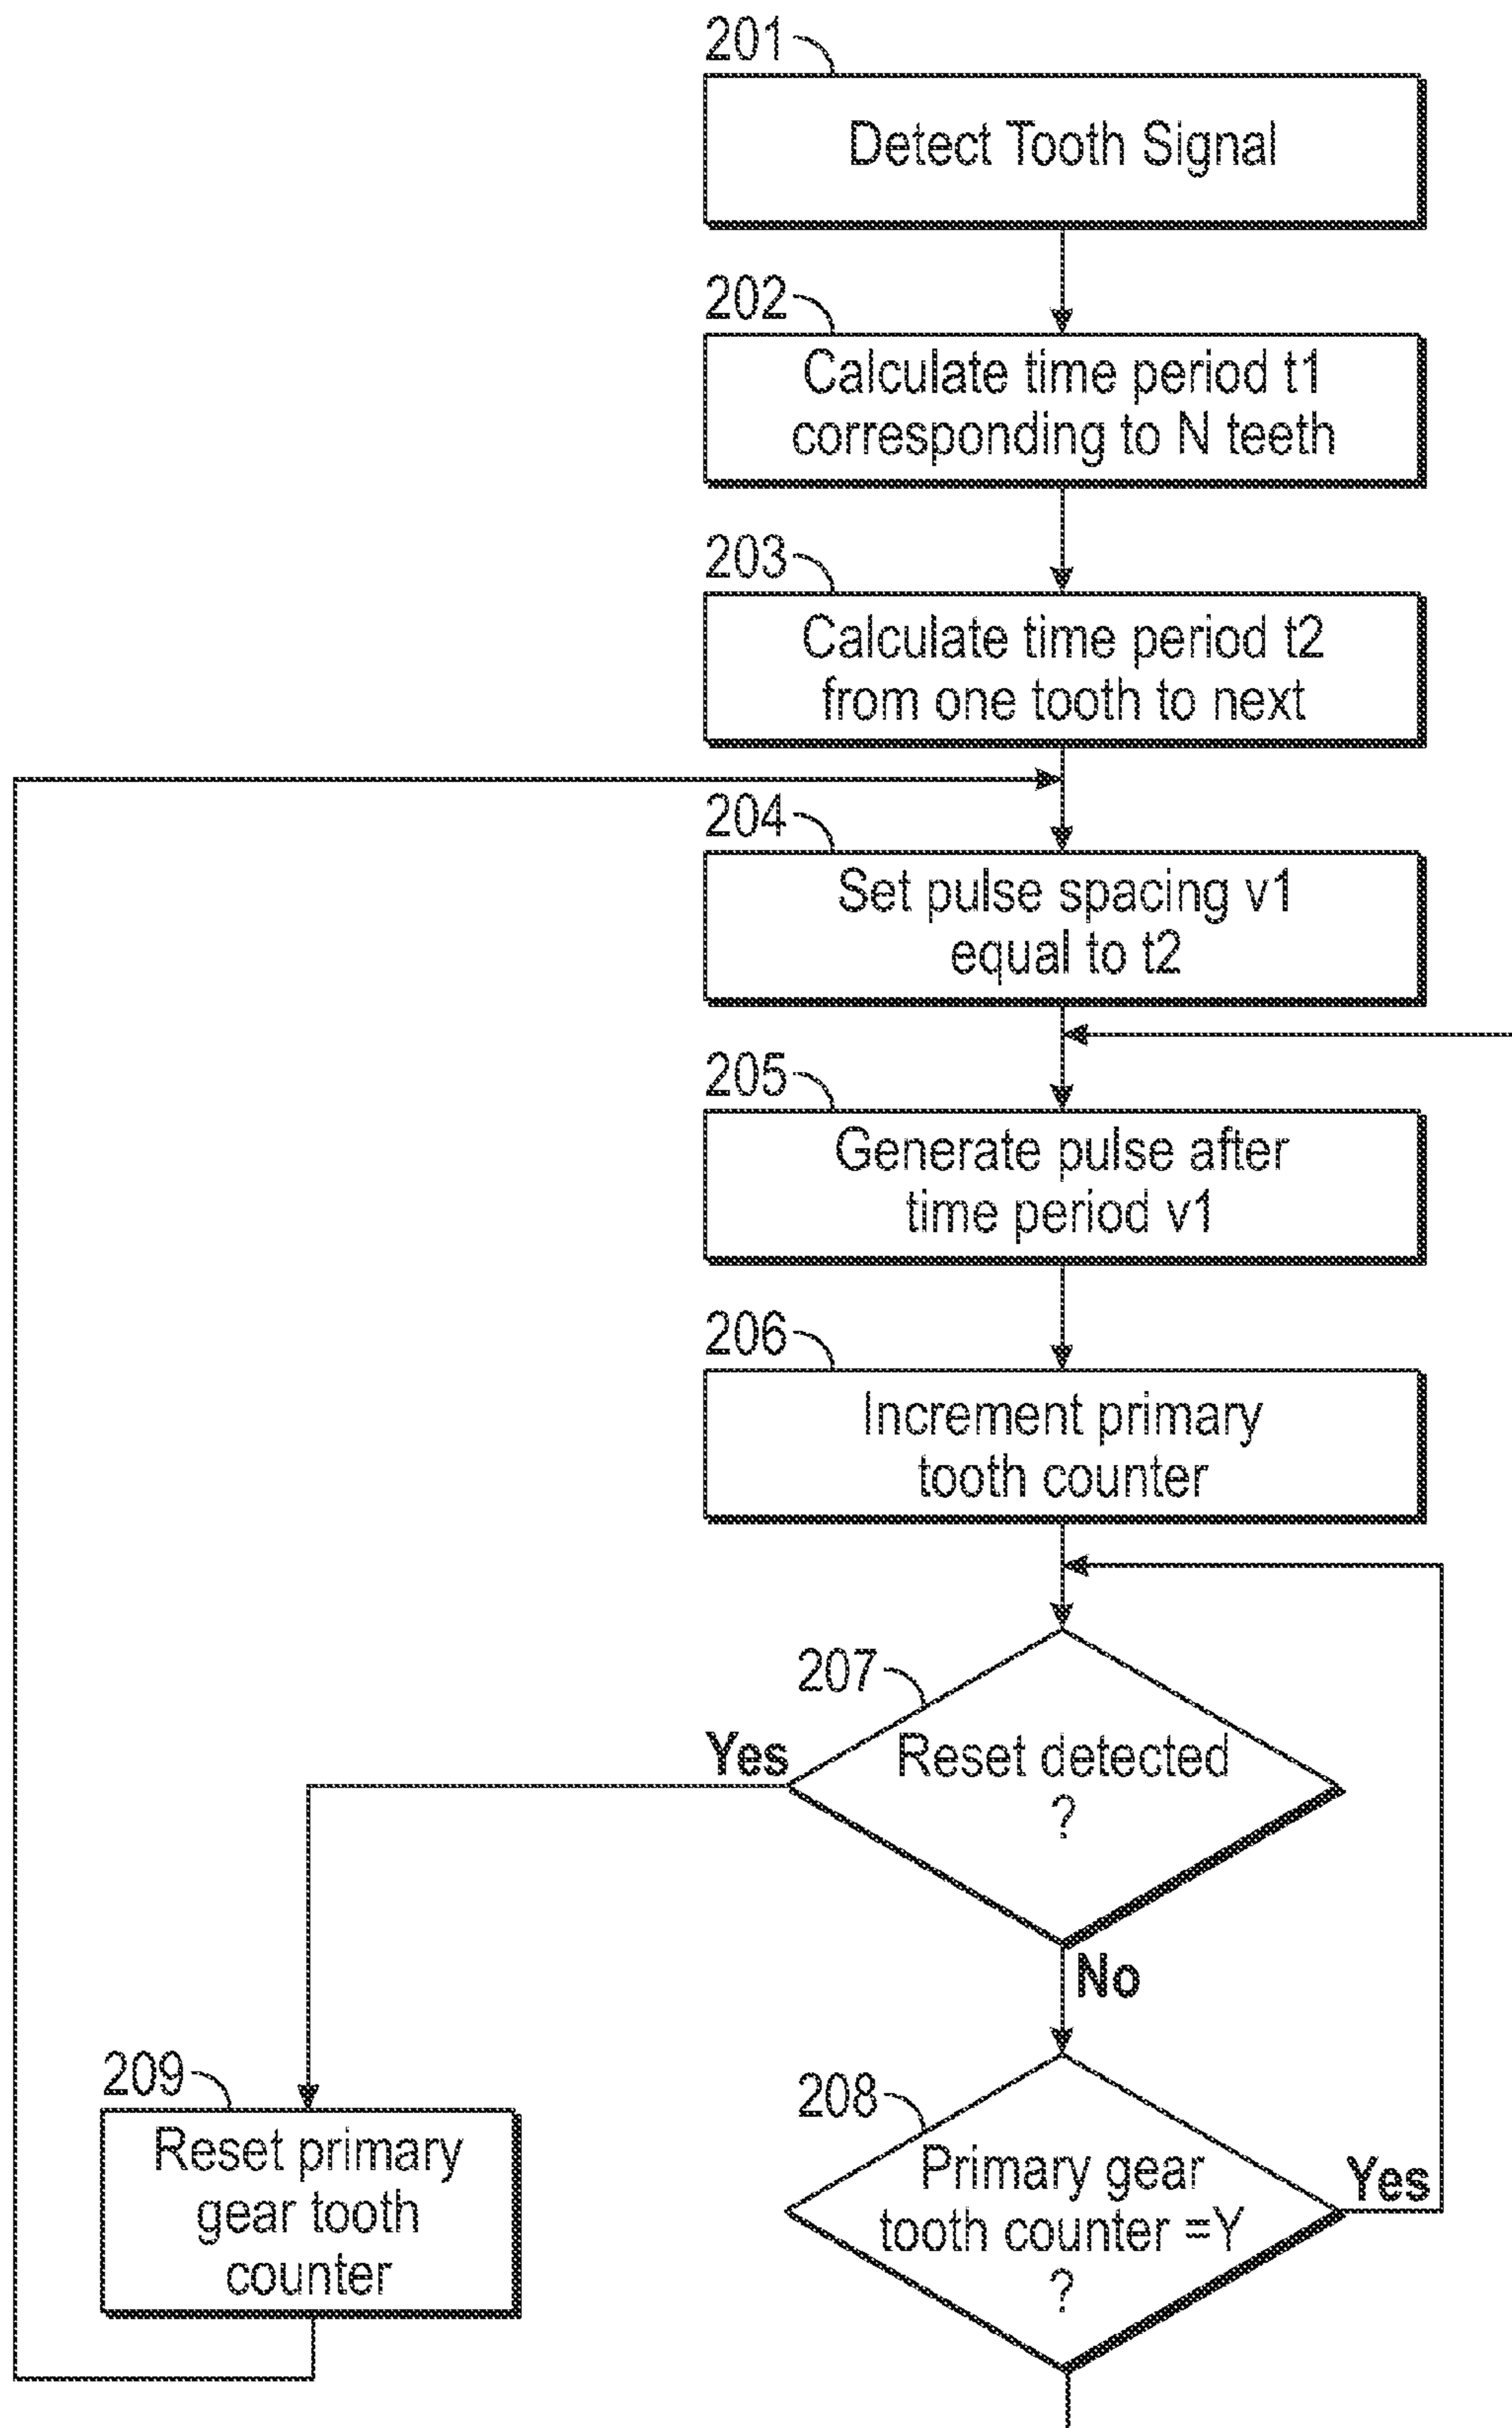 201
Detect Tooth Signal
202
Calculate time period t1
corresponding to N teeth
203
Calculate time period t2
from one tooth to next
204
Set pulse spacing v1
equal to t2
205
Generate pulse after
time period v1
206
Increment primary
tooth counter
207
Yes
Reset detected
?
No
209
Reset primary
gear tooth
counter
208
Primary gear
tooth counter =Y
?
Yes